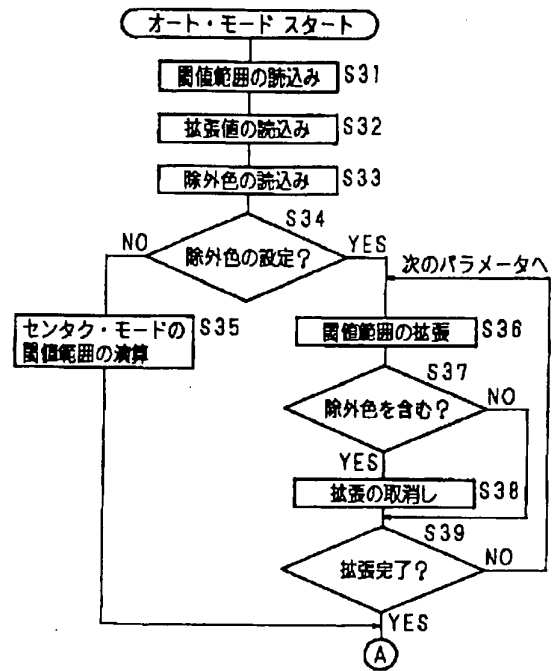 オート・モード スタート
閾値範囲の読込み S31
拡張値の読込み S32
除外色の読込み S33
S34
NO 除外色の設定? YES
次のパラメータへ
センタク・モードの S35
閾値範囲の演算
閾値範囲の拡張 S36
S37
除外色を含む? NO
YES
拡張の取消し S38
S39
拡張完了? NO
YES
A